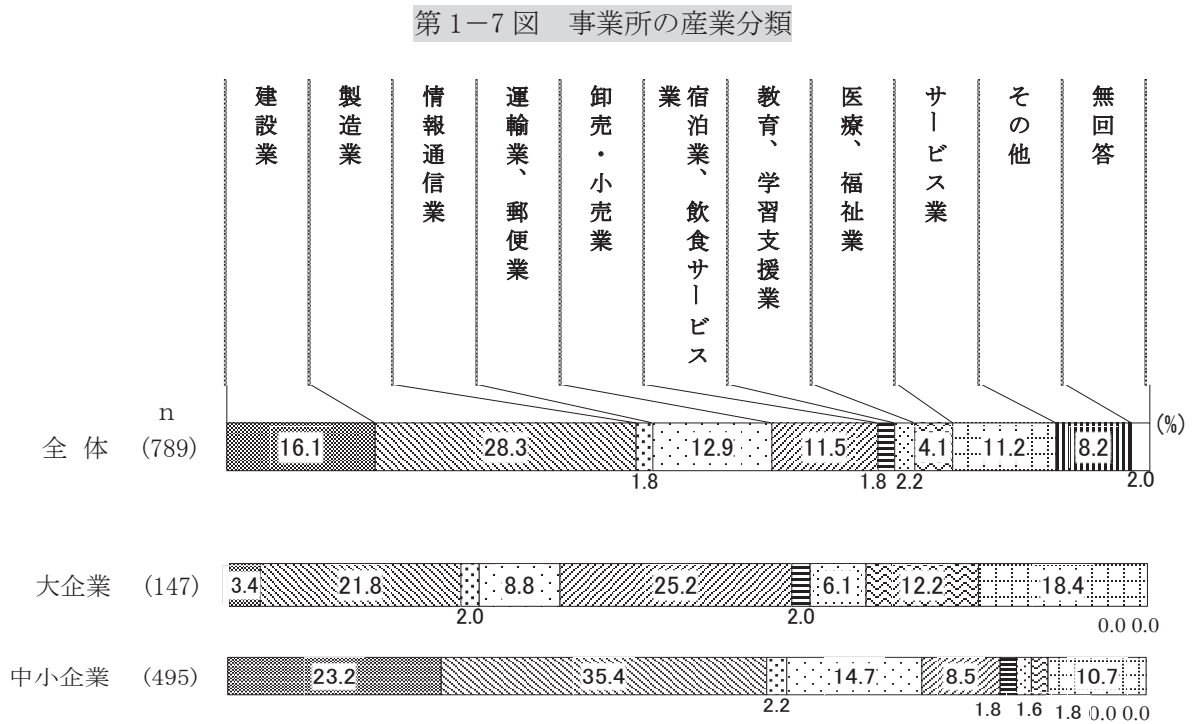 第1－7図　事業所の産業分類
建設業
製造業
情報通信業
運輸業、郵便業
卸売・小売業
宿泊業、飲食サービス業
教育、学習支援業
医療、福祉業
サービス業
その他
無回答
n
(%)
全 体 (789) 16.1 28.3 12.9 11.5 4.1 11.2 8.2
1.8 1.8 2.2 2.0
大企業 (147) 3.4 21.8 8.8 25.2 6.1 12.2 18.4
2.0 2.0 0.0 0.0
中小企業 (495) 23.2 35.4 14.7 8.5 10.7
2.2 1.8 1.6 1.8 0.0 0.0